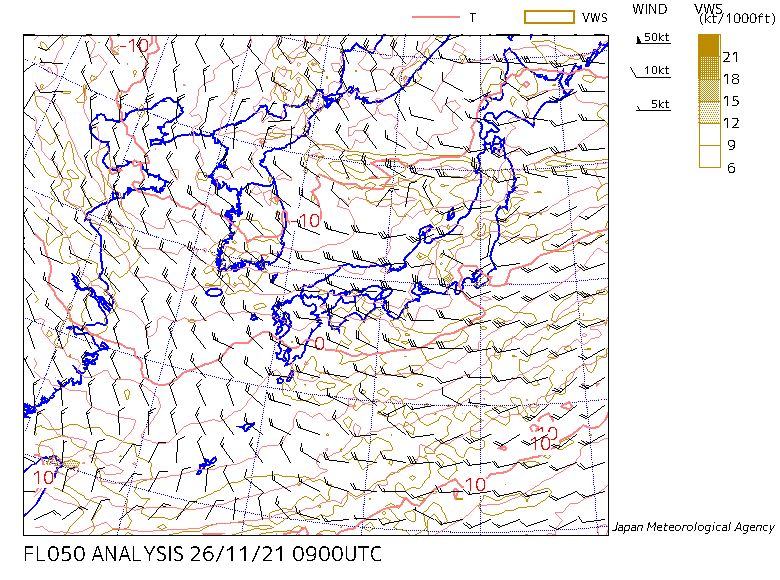 T
VWS
WIND
VWS
(kt/1000ft)
50kt
10kt
5kt
21
18
15
12
9
6
-10
-10
0
10
10
10
Japan Meteorological Agency
FL050 ANALYSIS 26/11/21 0900UTC